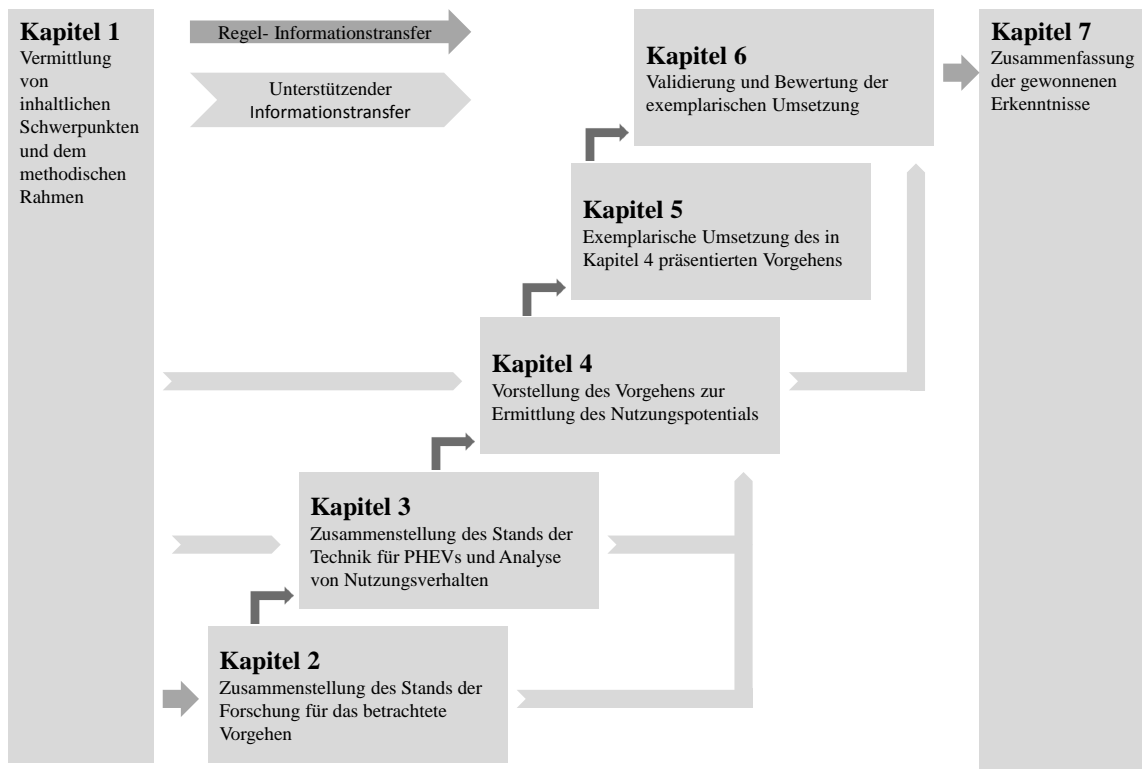 Kapitel 1
Vermittlung
von
inhaltlichen
Schwerpunkten
und dem
methodischen
Rahmen
Regel- Informationstransfer
Unterstützender
Informationstransfer
Kapitel 6
Validierung und Bewertung der
exemplarischen Umsetzung
Kapitel 7
Zusammenfassung
der gewonnenen
Erkenntnisse
Kapitel 5
Exemplarische Umsetzung des in
Kapitel 4 präsentierten Vorgehens
Kapitel 4
Vorstellung des Vorgehens zur
Ermittlung des Nutzungspotentials
Kapitel 3
Zusammenstellung des Stands der
Technik für PHEVs und Analyse
von Nutzungsverhalten
Kapitel 2
Zusammenstellung des Stands der
Forschung für das betrachtete
Vorgehen